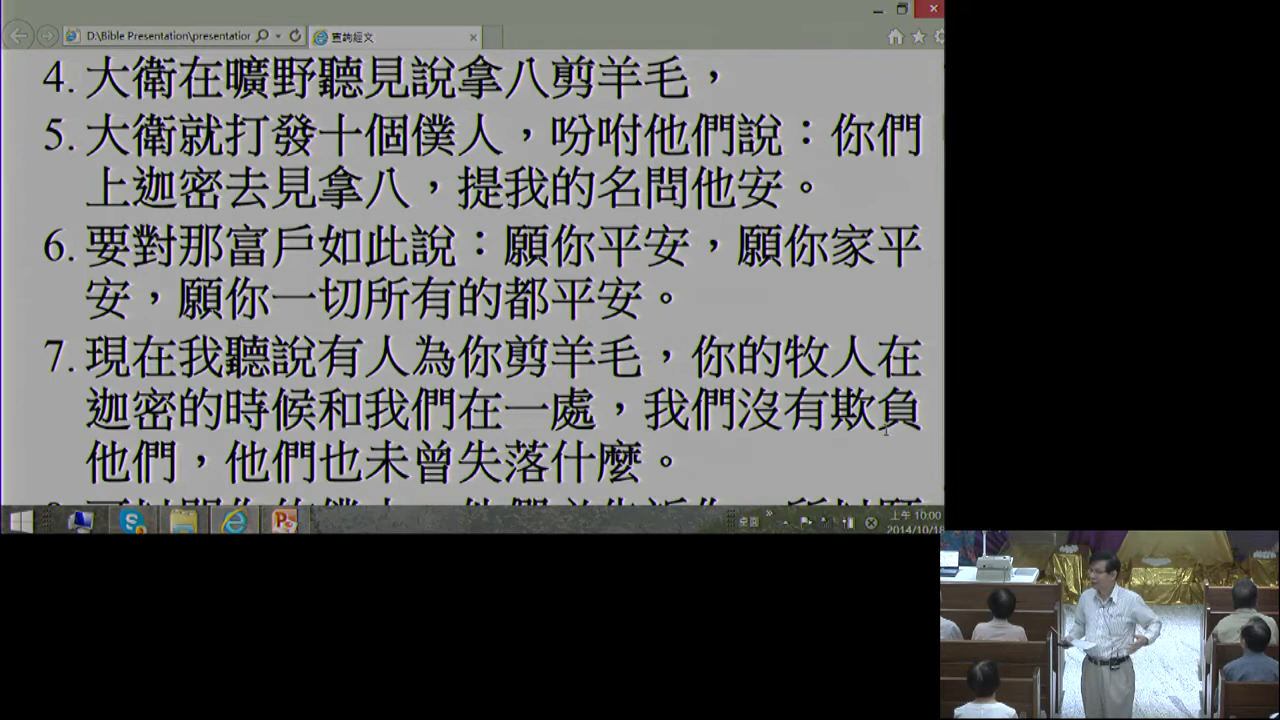 D:\Bible Presentation\presentation
查詢經文
4. 大衛在曠野聽見說拿八剪羊毛，
5. 大衛就打發十個僕人，吩咐他們說：你們
上迦密去見拿八，提我的名問他安。
6. 要對那富戶如此說：願你平安，願你家平
安，願你一切所有的都平安。
7. 現在我聽說有人為你剪羊毛，你的牧人在
迦密的時候和我們在一處，我們沒有欺負
他們，他們也未曾失落什麼。
桌面
上午 10:00
2014/10/18